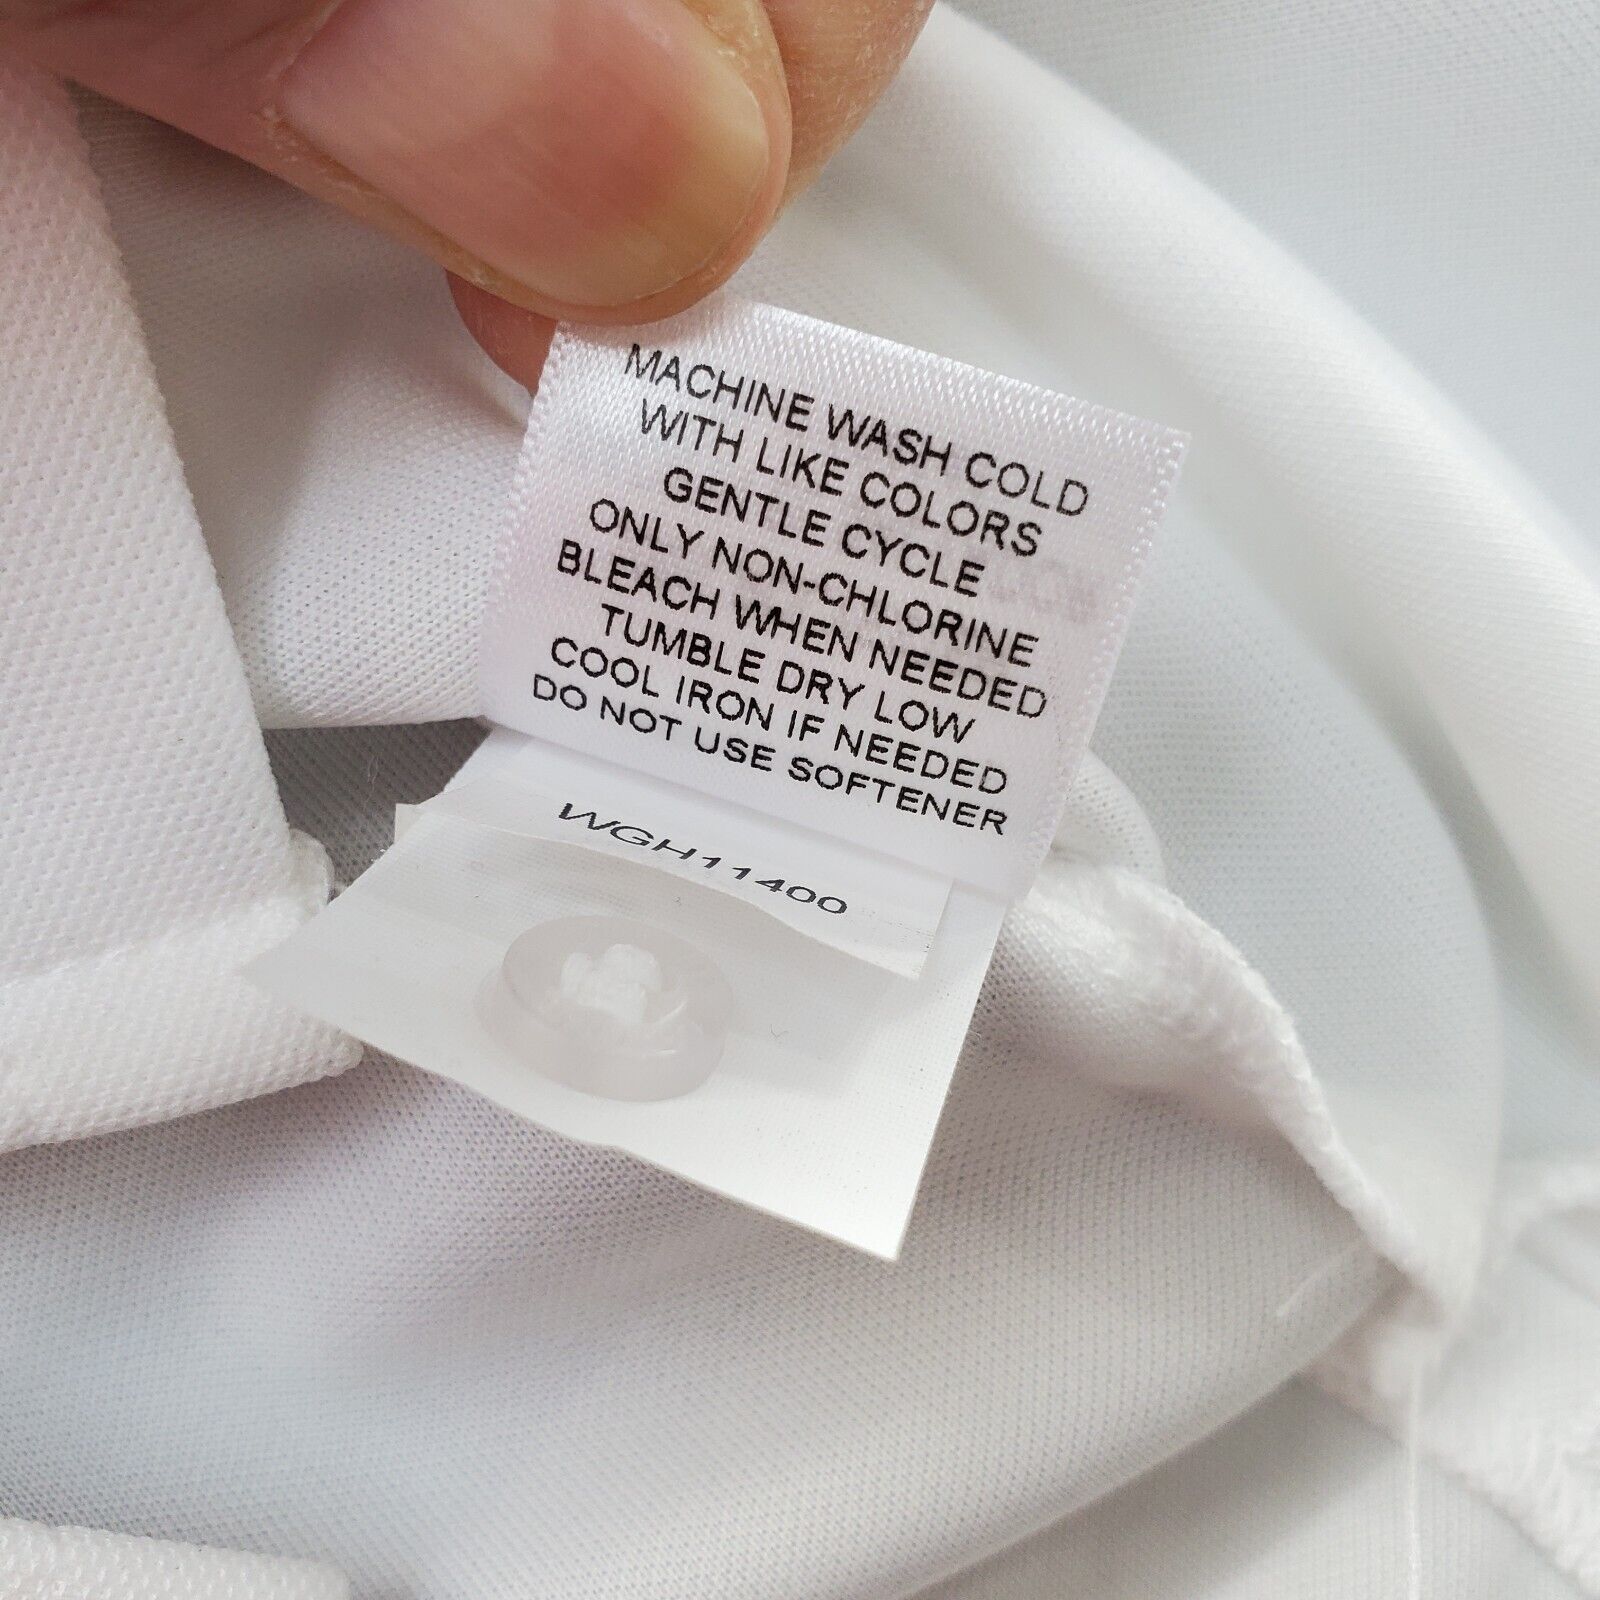 MACHINE WASH COLD
WITH LIKE COLORS
GENTLE CYCLE
ONLY NON-CHLORINE
BLEACH WHEN NEEDED
TUMBLE DRY LOW
COOL IRON IF NEEDED
DO NOT USE SOFTENER
WGH11400